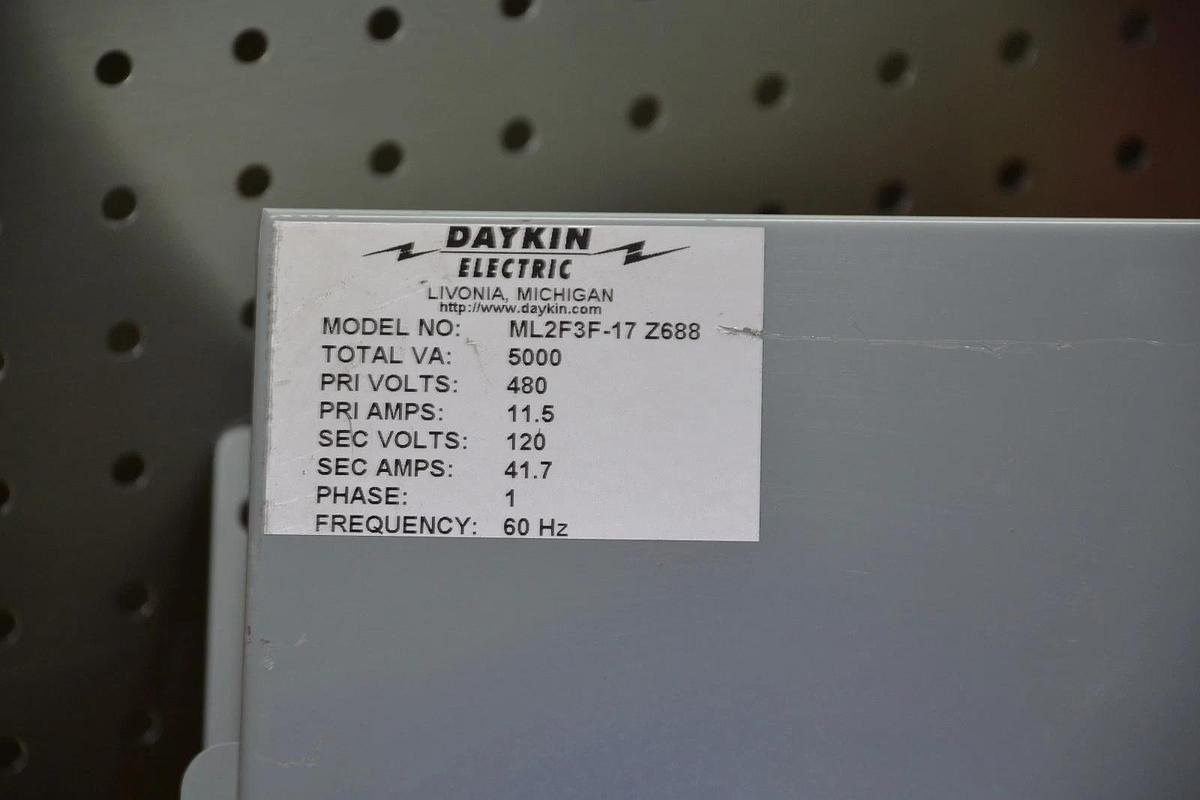 DAYKIN
ELECTRIC
LIVONIA, MICHIGAN
http://www.daykin.com
MODEL NO: ML2F3F-17 Z688
TOTAL VA: 5000
PRI VOLTS: 480
PRI AMPS: 11.5
SEC VOLTS: 120
SEC AMPS: 41.7
PHASE: 1
FREQUENCY: 60 Hz